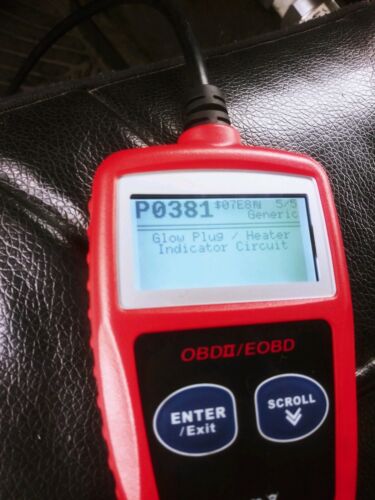 P0381 $07E8N 5/5
Generic
Glow Plug / Heater
Indicator Circuit
OBDII/EOBD
ENTER
/Exit
SCROLL